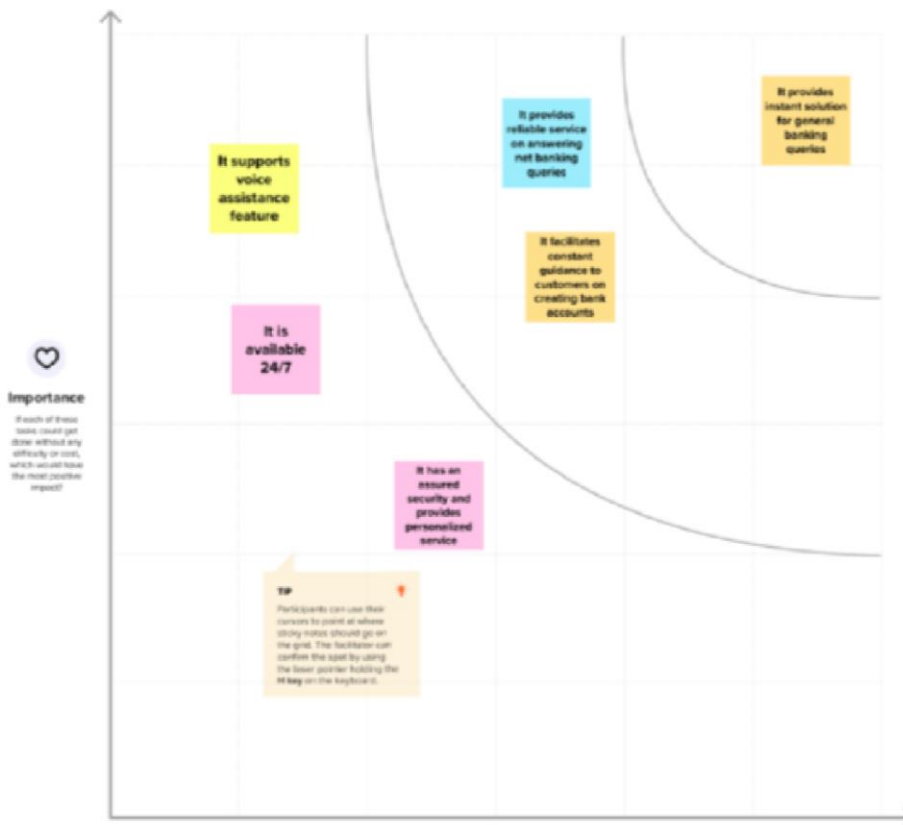 It provides
instant solution
for general
banking
queries
It provides
reliable service
on answering
net banking
queries
It supports
voice
assistance
feature
It facilitates
constant
guidance to
customers on
creating bank
accounts
It is
available
24/7
Importance
If each of these
tasks could get
done without any
difficulty or cost,
which would have
the most positive
impact?
It has an
assured
security and
provides
personalized
service
TIP
Participants can use their
cursors to point at where
sticky notes should go on
the grid. The facilitator can
confirm the spot by using
the laser pointer holding the
H key on the keyboard.